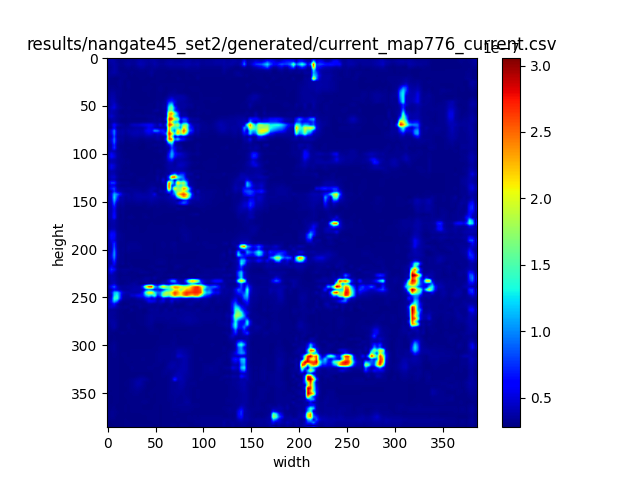 results/nangate45_set2/generated/current_map776_current.csv
1e−7
0
50
100
150
200
250
300
350
height
0 50 100 150 200 250 300 350
width
3.0
2.5
2.0
1.5
1.0
0.5